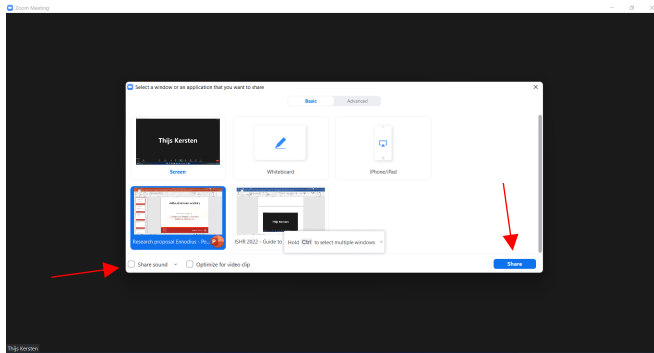 Zoom Meeting
Select a window or an application that you want to share
Basic Advanced
Thijs Kersten
Screen Whiteboard iPhone/iPad
Research proposal Eimodius - Po...
ISHR 2022 - Guide to
Hold Ctrl to select multiple windows
Share sound Optimize for video clip
Share
Thijs Kersten